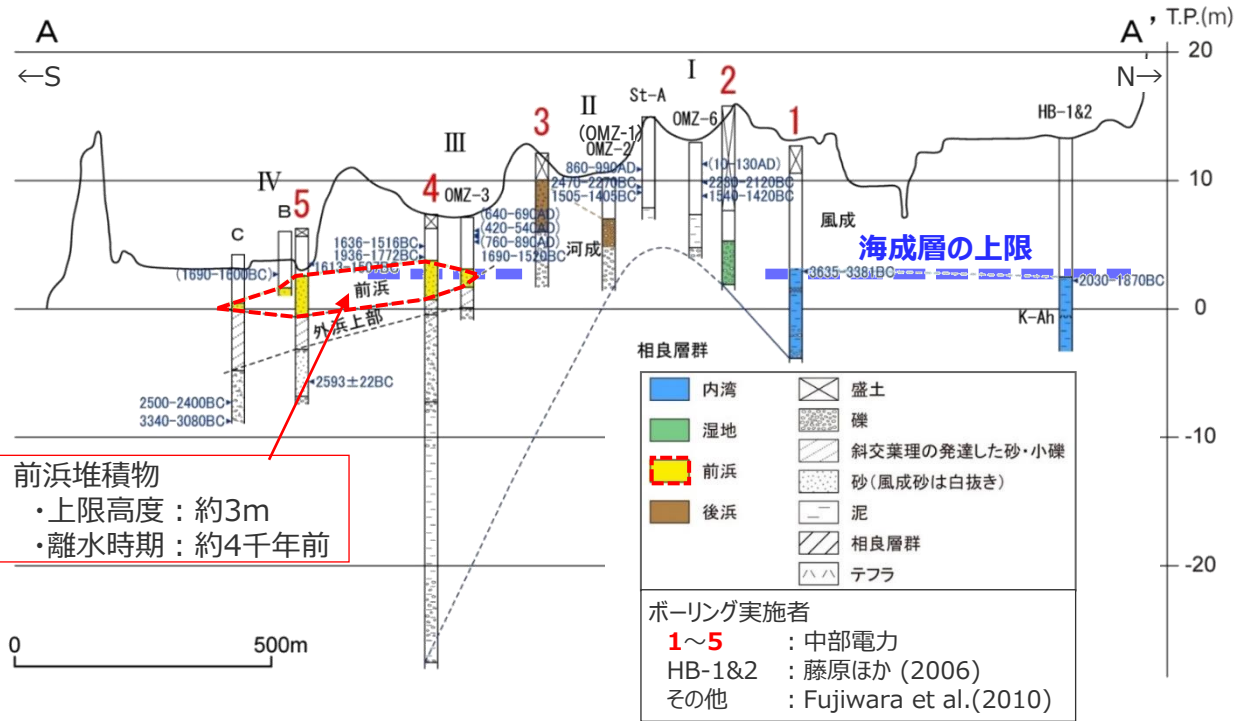 A
A'
T.P.(m)
←S
N→
20
10
0
-10
-20
I
II
III
IV
St-A
2
1
3
(OMZ-1)
OMZ-2
OMZ-6
HB-1&2
4
OMZ-3
5
B
C
860-990AD
2470-2270BC
1505-1405BC
(10-130AD)
2280-2120BC
1540-1420BC
(640-690AD)
(420-540AD)
(760-890AD)
1690-1520BC
1636-1516BC
1936-1772BC
(1690-1600BC)
風成
河成
海成層の上限
3635-3381BC
2030-1870BC
K-Ah
前浜
外浜上部
2593±22BC
2500-2400BC
3340-3080BC
相良層群
前浜堆積物
・上限高度：約3m
・離水時期：約4千年前
内湾
湿地
前浜
後浜
盛土
礫
斜交葉理の発達した砂・小礫
砂(風成砂は白抜き)
泥
相良層群
テフラ
ボーリング実施者
1～5 ：中部電力
HB-1&2 ：藤原ほか (2006)
その他 ：Fujiwara et al.(2010)
0 500m